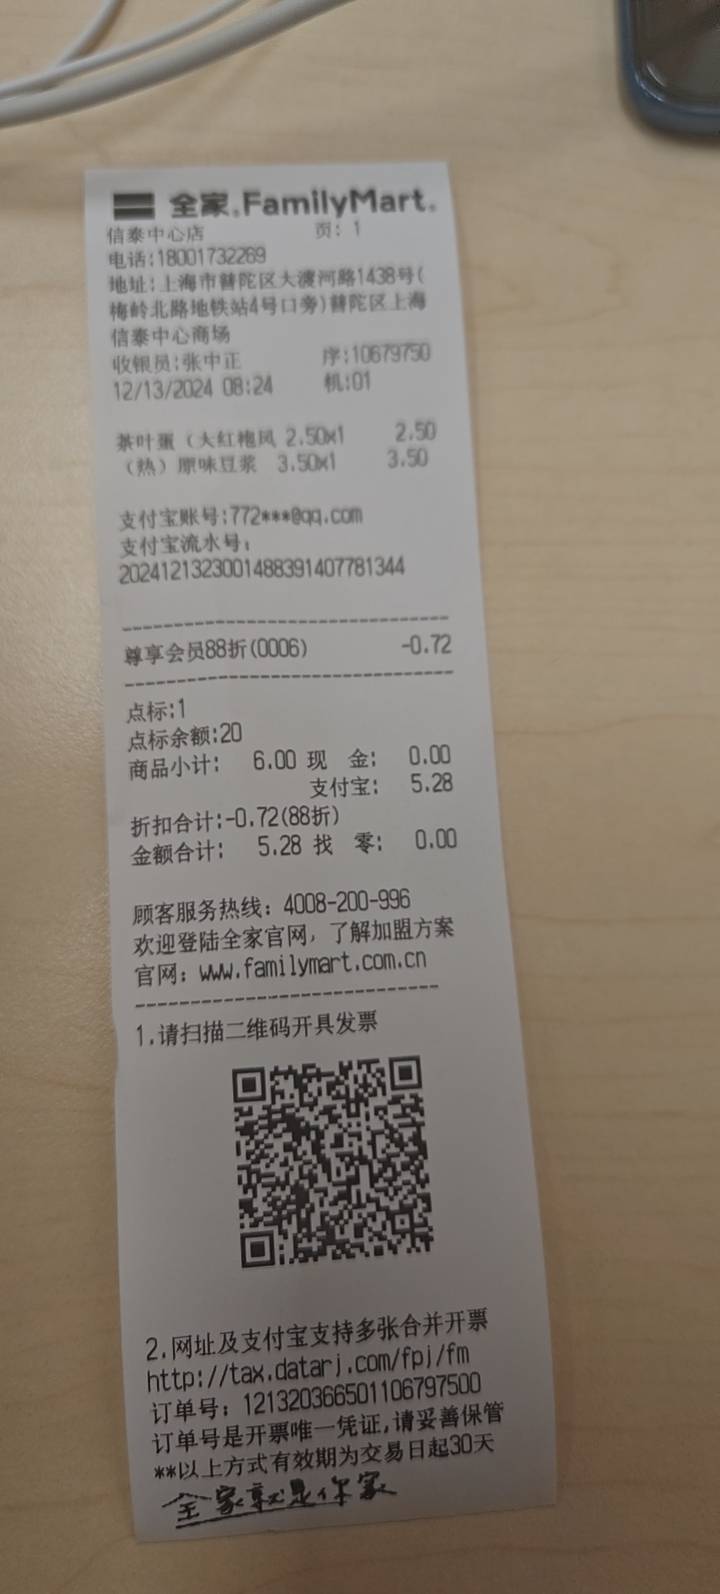 全家.FamilyMart.
信泰中心店 页: 1
电话:18001732269
地址:上海市普陀区大渡河路1438号(
梅岭北路地铁站4号口旁)普陀区上海
信泰中心商场
收银员:张中正 序:10679750
12/13/2024 08:24 机:01
茶叶蛋（大红袍风 2.50x1 2.50
（热）原味豆浆 3.50x1 3.50
支付宝账号:772***@qq.com
支付宝流水号:
2024121323001488391407781344
尊享会员88折(0006) -0.72
点标:1
点标余额:20
商品小计: 6.00 现 金: 0.00
支付宝: 5.28
折扣合计:-0.72(88折)
金额合计: 5.28 找 零: 0.00
顾客服务热线: 4008-200-996
欢迎登陆全家官网，了解加盟方案
官网: www.familymart.com.cn
1.请扫描二维码开具发票
2.网址及支付宝支持多张合并开票
http://tax.datarj.com/fpj/fm
订单号: 121320366501106797500
订单号是开票唯一凭证,请妥善保管
**以上方式有效期为交易日起30天
全家就是你家